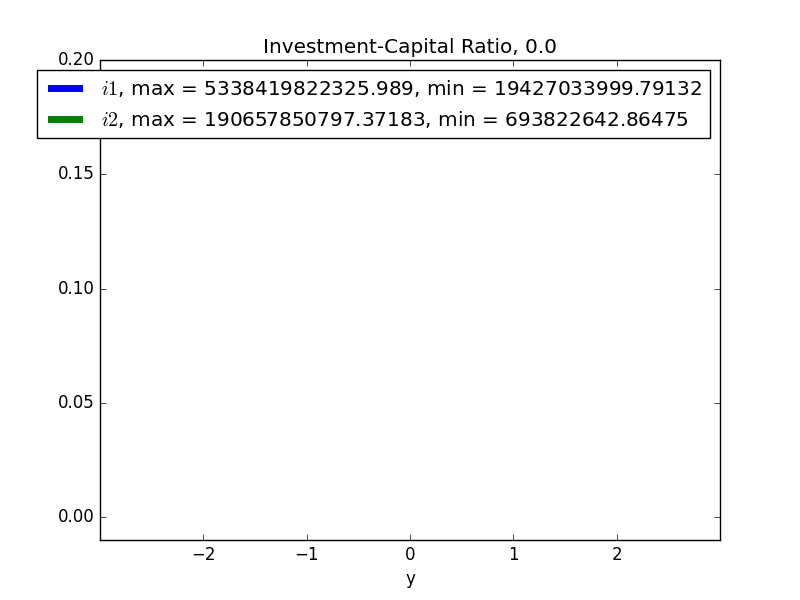 Investment-Capital Ratio, 0.0
0.20
i1, max = 5338419822325.989, min = 19427033999.79132
i2, max = 190657850797.37183, min = 693822642.86475
0.15
0.10
0.05
0.00
−2 −1 0 1 2
y